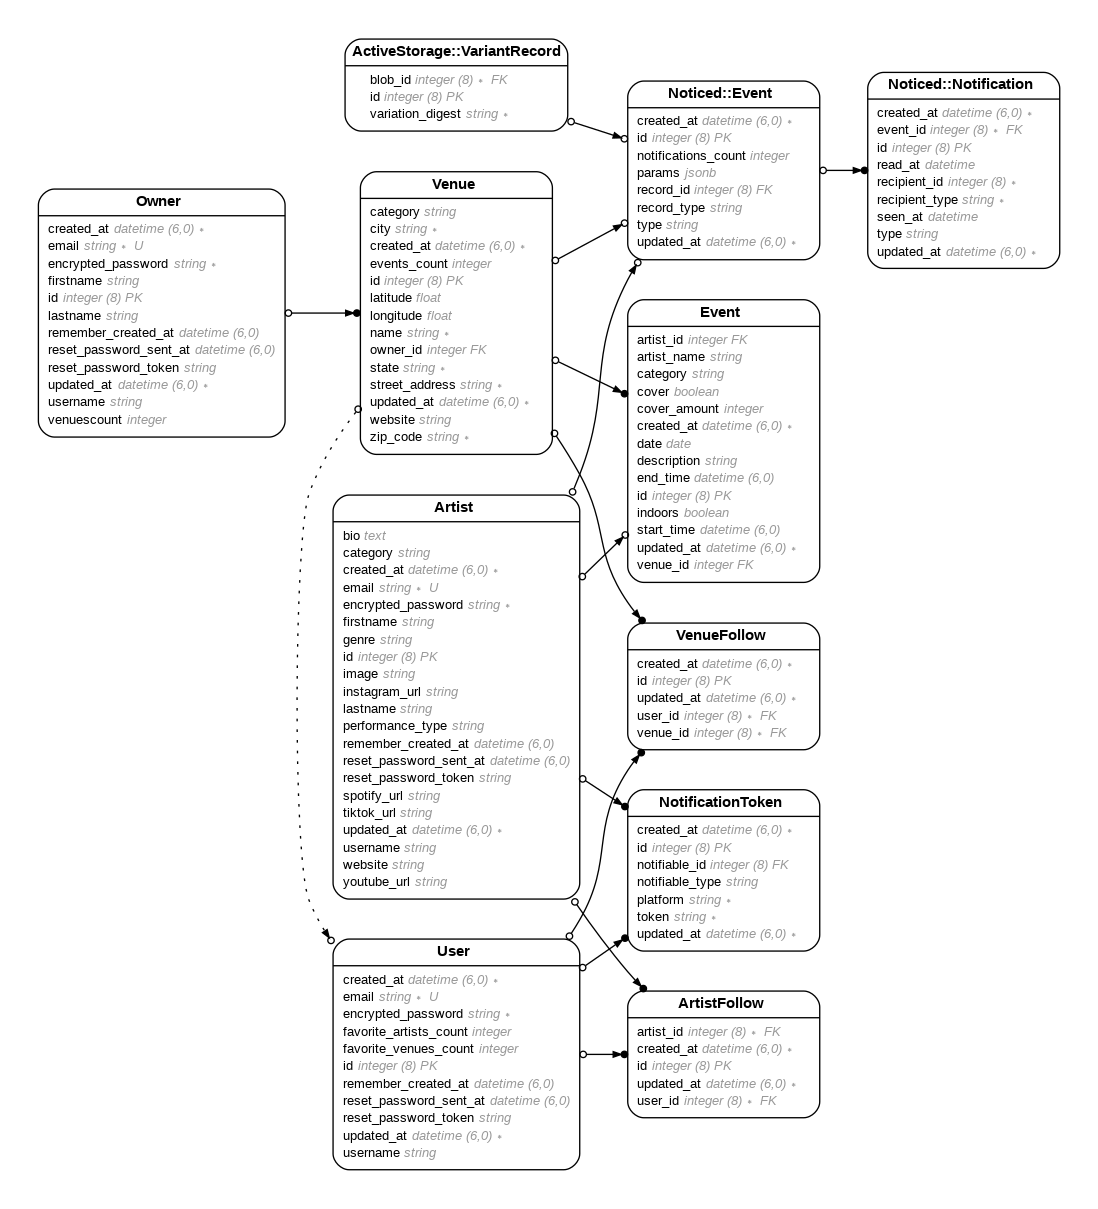 ActiveStorage::VariantRecord
blob_id integer (8) ∗ FK
id integer (8) PK
variation_digest string ∗
Noticed::Event
created_at datetime (6,0) ∗
id integer (8) PK
notifications_count integer
params jsonb
record_id integer (8) FK
record_type string
type string
updated_at datetime (6,0) ∗
Noticed::Notification
created_at datetime (6,0) ∗
event_id integer (8) ∗ FK
id integer (8) PK
read_at datetime
recipient_id integer (8) ∗
recipient_type string ∗
seen_at datetime
type string
updated_at datetime (6,0) ∗
Owner
created_at datetime (6,0) ∗
email string ∗ U
encrypted_password string ∗
firstname string
id integer (8) PK
lastname string
remember_created_at datetime (6,0)
reset_password_sent_at datetime (6,0)
reset_password_token string
updated_at datetime (6,0) ∗
username string
venuescount integer
Venue
category string
city string ∗
created_at datetime (6,0) ∗
events_count integer
id integer (8) PK
latitude float
longitude float
name string ∗
owner_id integer FK
state string ∗
street_address string ∗
updated_at datetime (6,0) ∗
website string
zip_code string ∗
Event
artist_id integer FK
artist_name string
category string
cover boolean
cover_amount integer
created_at datetime (6,0) ∗
date date
description string
end_time datetime (6,0)
id integer (8) PK
indoors boolean
start_time datetime (6,0)
updated_at datetime (6,0) ∗
venue_id integer FK
Artist
bio text
category string
created_at datetime (6,0) ∗
email string ∗ U
encrypted_password string ∗
firstname string
genre string
id integer (8) PK
image string
instagram_url string
lastname string
performance_type string
remember_created_at datetime (6,0)
reset_password_sent_at datetime (6,0)
reset_password_token string
spotify_url string
tiktok_url string
updated_at datetime (6,0) ∗
username string
website string
youtube_url string
VenueFollow
created_at datetime (6,0) ∗
id integer (8) PK
updated_at datetime (6,0) ∗
user_id integer (8) ∗ FK
venue_id integer (8) ∗ FK
NotificationToken
created_at datetime (6,0) ∗
id integer (8) PK
notifiable_id integer (8) FK
notifiable_type string
platform string ∗
token string ∗
updated_at datetime (6,0) ∗
User
created_at datetime (6,0) ∗
email string ∗ U
encrypted_password string ∗
favorite_artists_count integer
favorite_venues_count integer
id integer (8) PK
remember_created_at datetime (6,0)
reset_password_sent_at datetime (6,0)
reset_password_token string
updated_at datetime (6,0) ∗
username string
ArtistFollow
artist_id integer (8) ∗ FK
created_at datetime (6,0) ∗
id integer (8) PK
updated_at datetime (6,0) ∗
user_id integer (8) ∗ FK